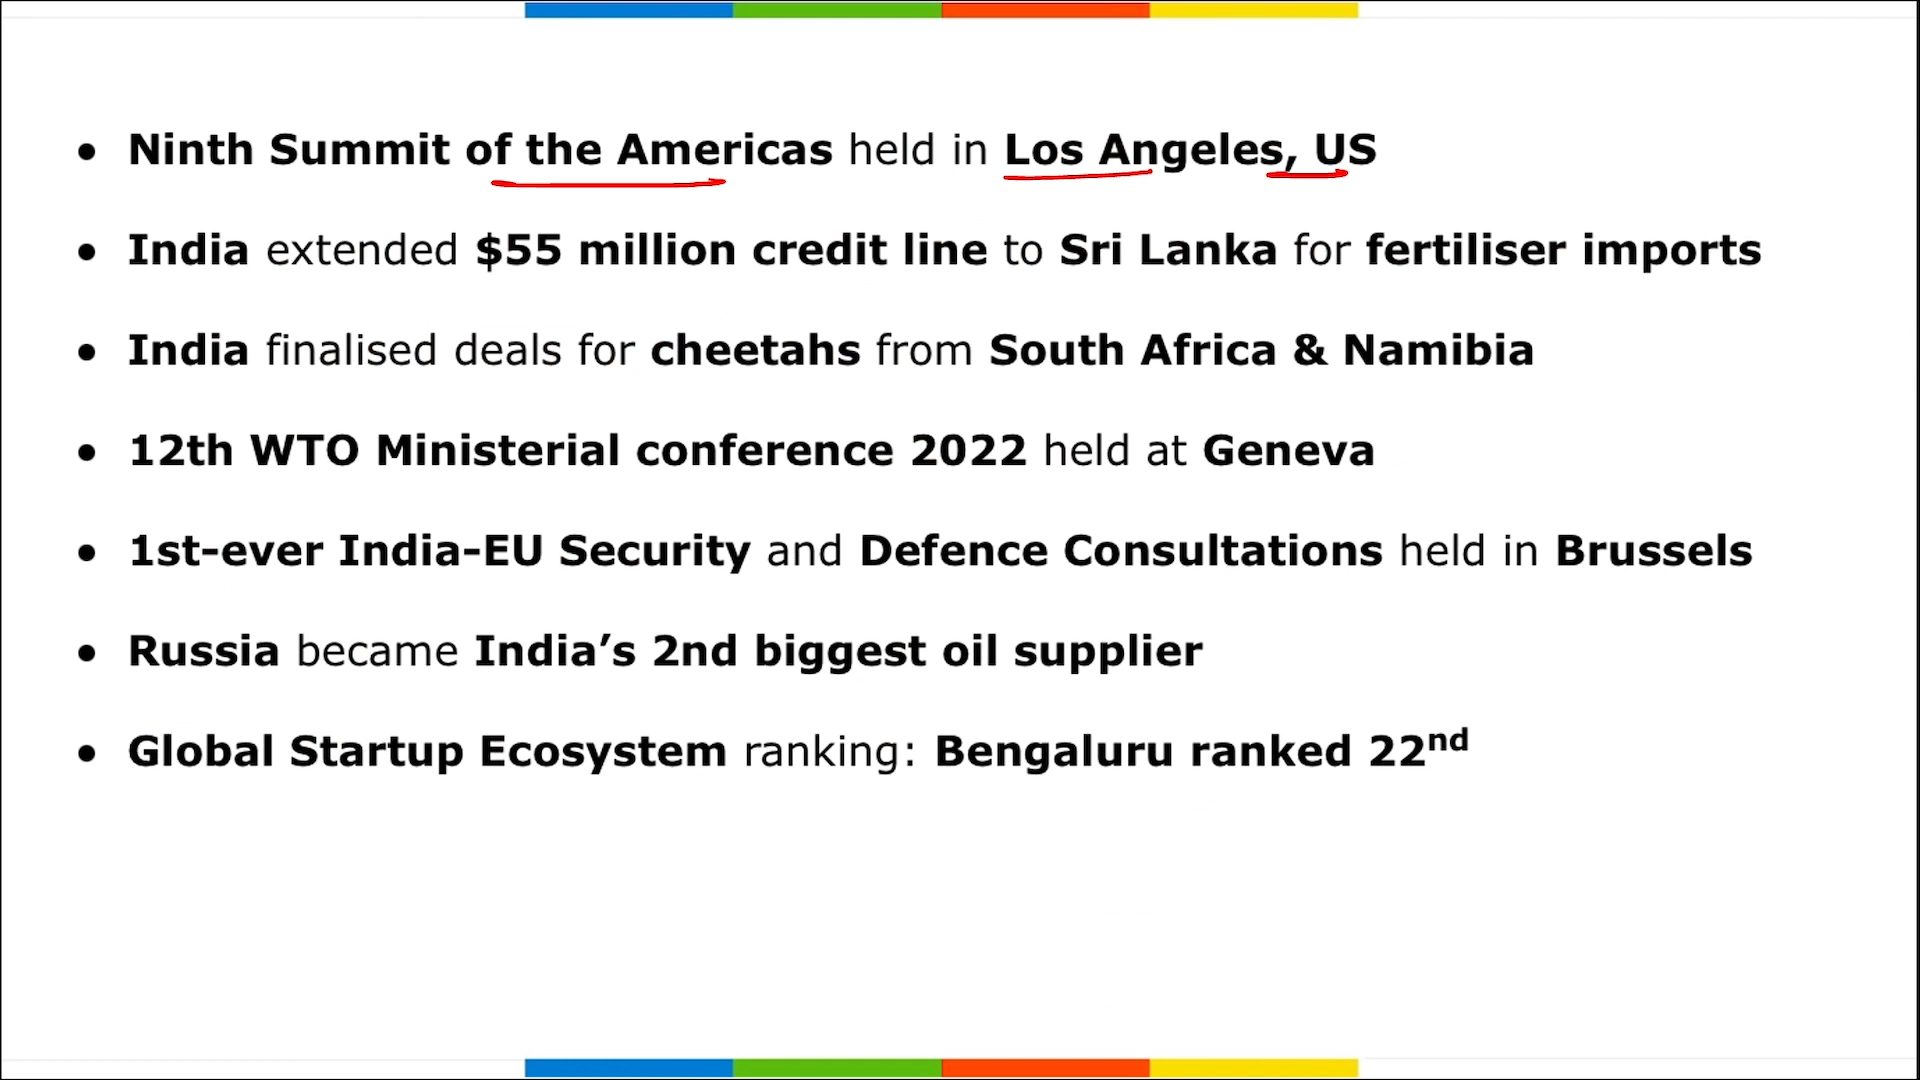 • Ninth Summit of the Americas held in Los Angeles, US
• India extended $55 million credit line to Sri Lanka for fertiliser imports
• India finalised deals for cheetahs from South Africa & Namibia
• 12th WTO Ministerial conference 2022 held at Geneva
• 1st-ever India-EU Security and Defence Consultations held in Brussels
• Russia became India’s 2nd biggest oil supplier
• Global Startup Ecosystem ranking: Bengaluru ranked 22nd